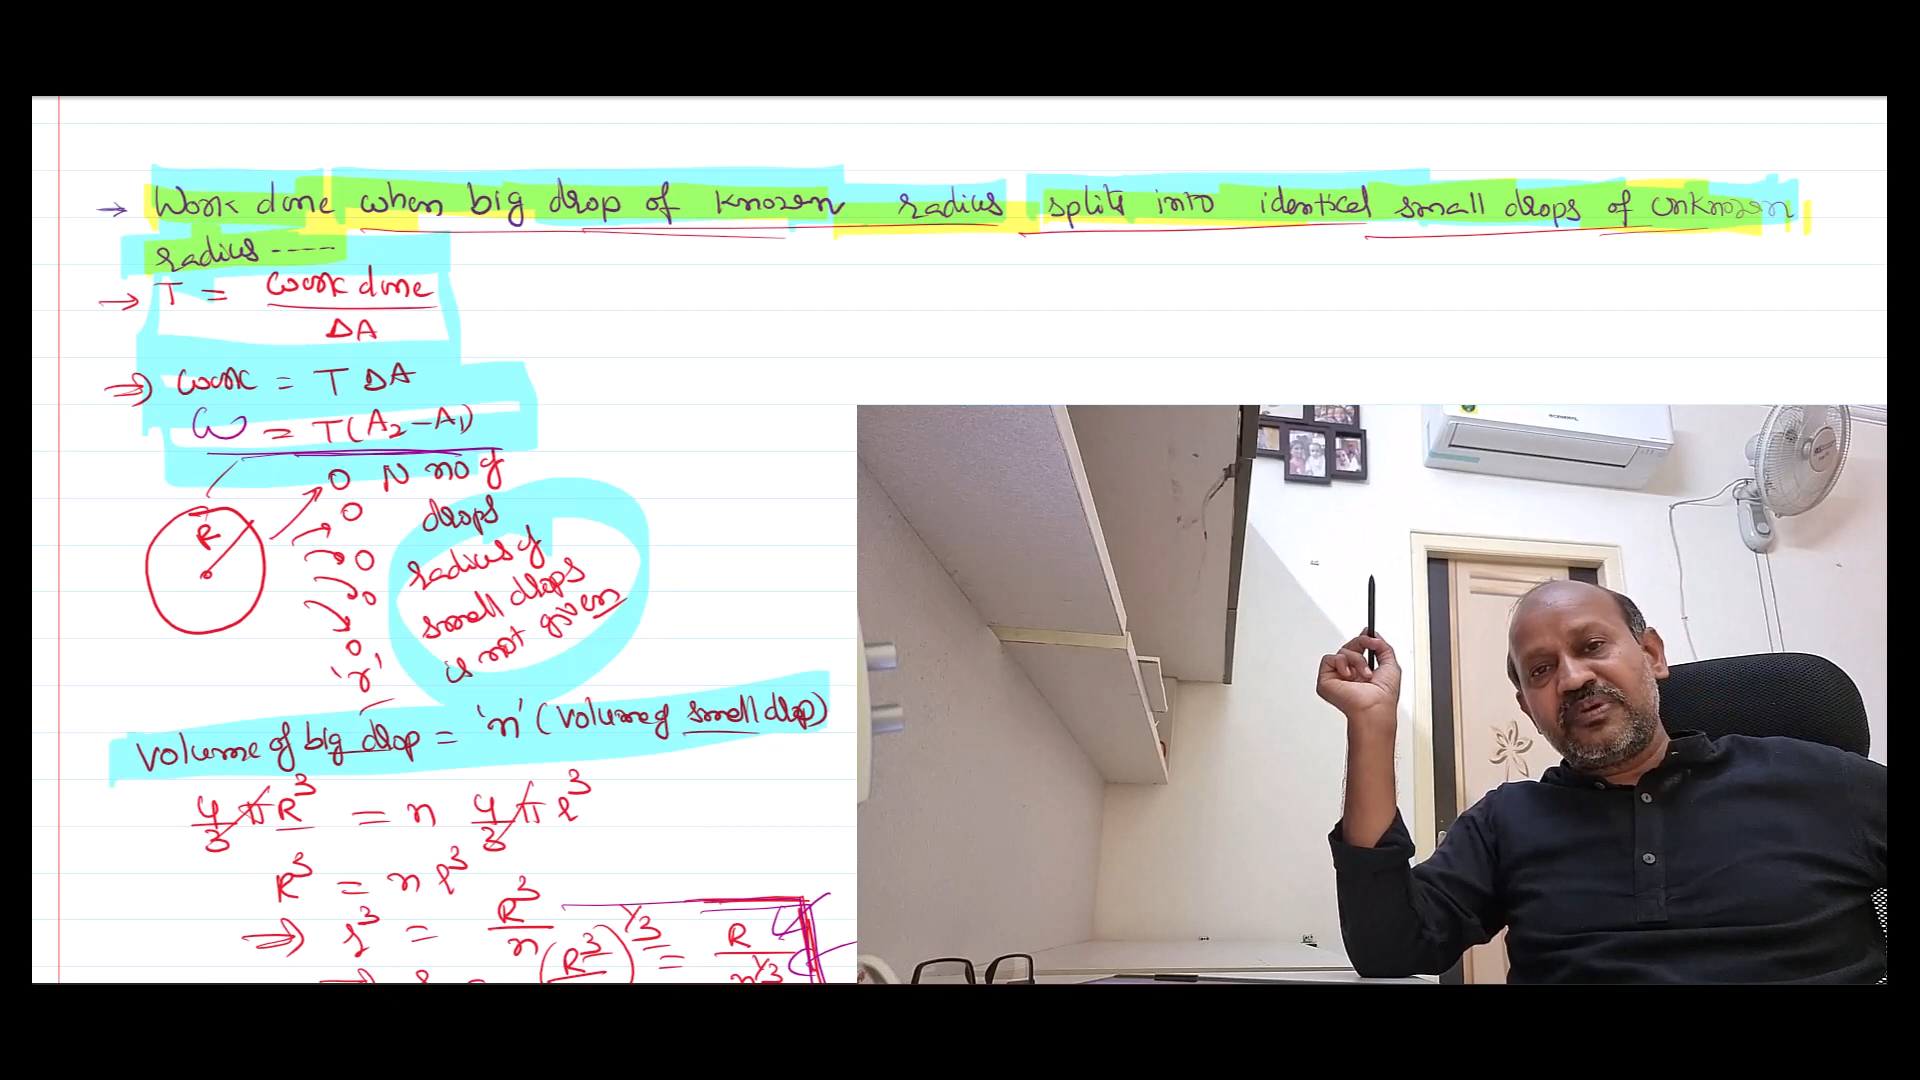 → Work done when big drop of known radius splits into identical small drops of unknown
radius ----
→ T = work done / ΔA
⇒ work = T ΔA
W = T(A₂-A₁)
N no of
drops
R
radius of
small drops
is not given
'r'
Volume of big drop = 'n' (volume of small drop)
4/3 π R³ = n 4/3 π r³
R³ = n r³
⇒ r³ = R³/n
(R³)^1/3 = R/n^1/3